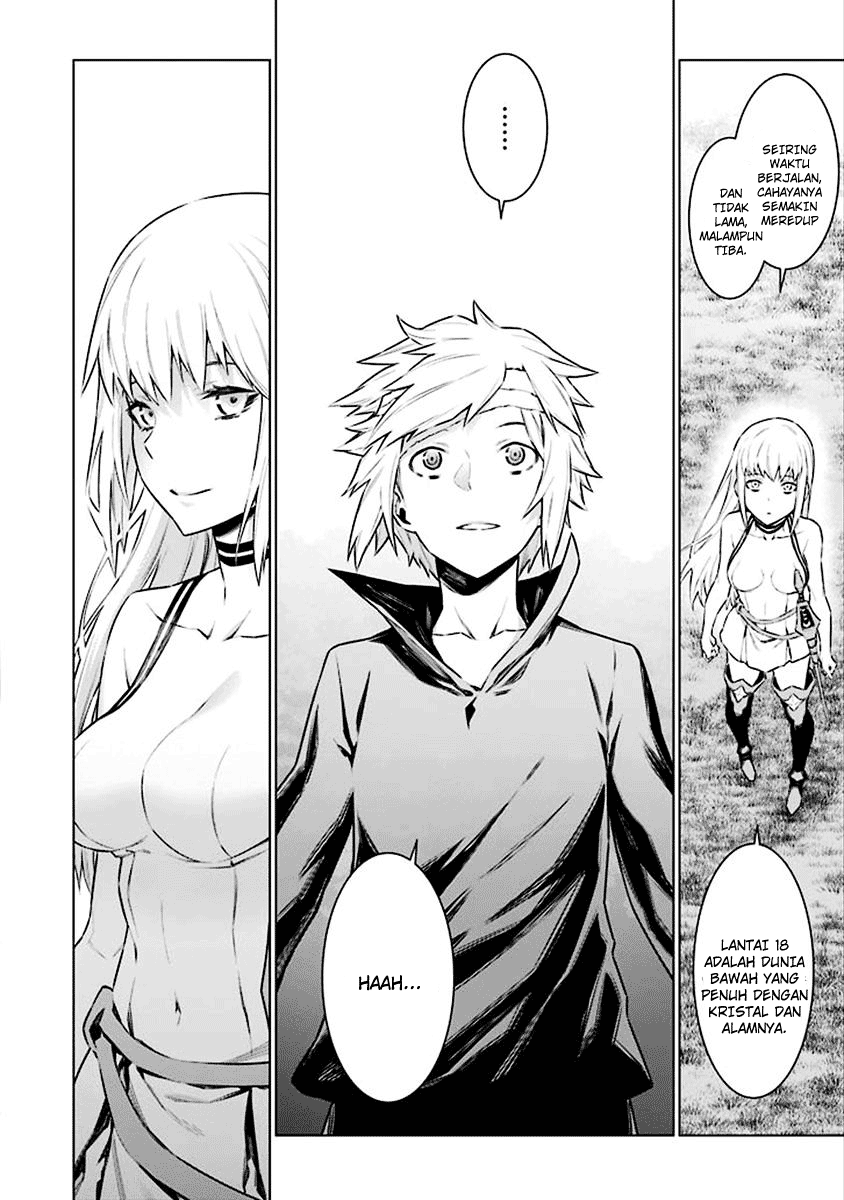 SEIRING
WAKTU
BERJALAN,
CAHAYANYA
SEMAKIN
MEREDUP
DAN
TIDAK
LAMA,
MALAMPUN
TIBA.
LANTAI 18
ADALAH DUNIA
BAWAH YANG
PENUH DENGAN
KRISTAL DAN
ALAMNYA.
......
HAAH...